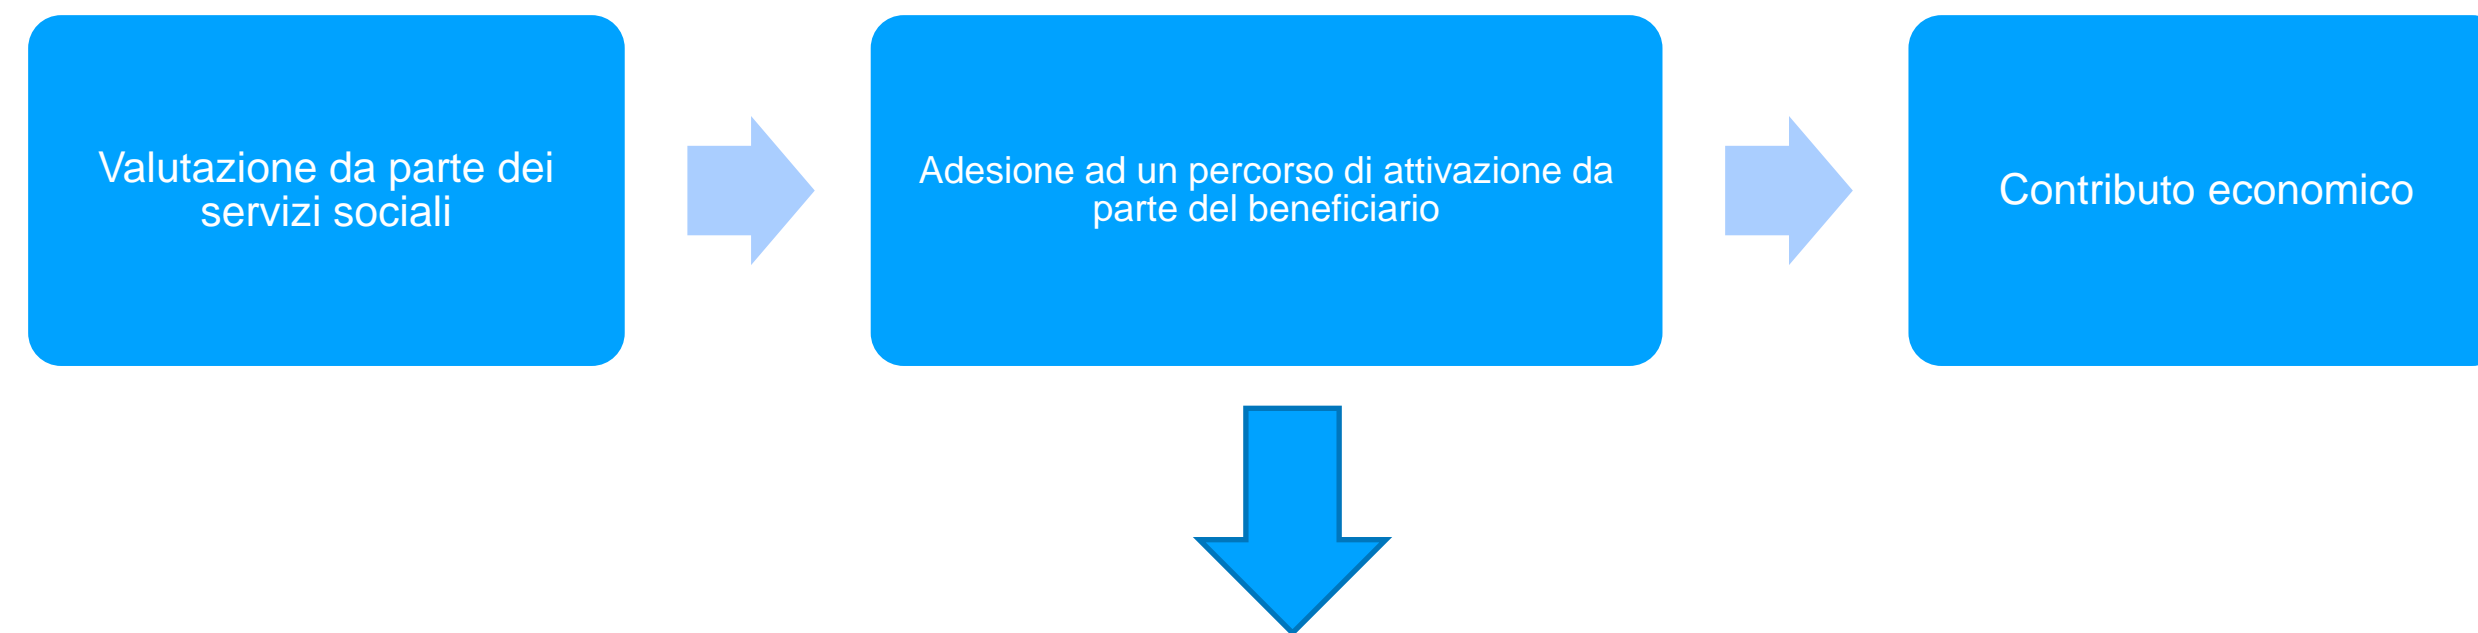 Valutazione da parte dei
servizi sociali
Adesione ad un percorso di attivazione da
parte del beneficiario
Contributo economico